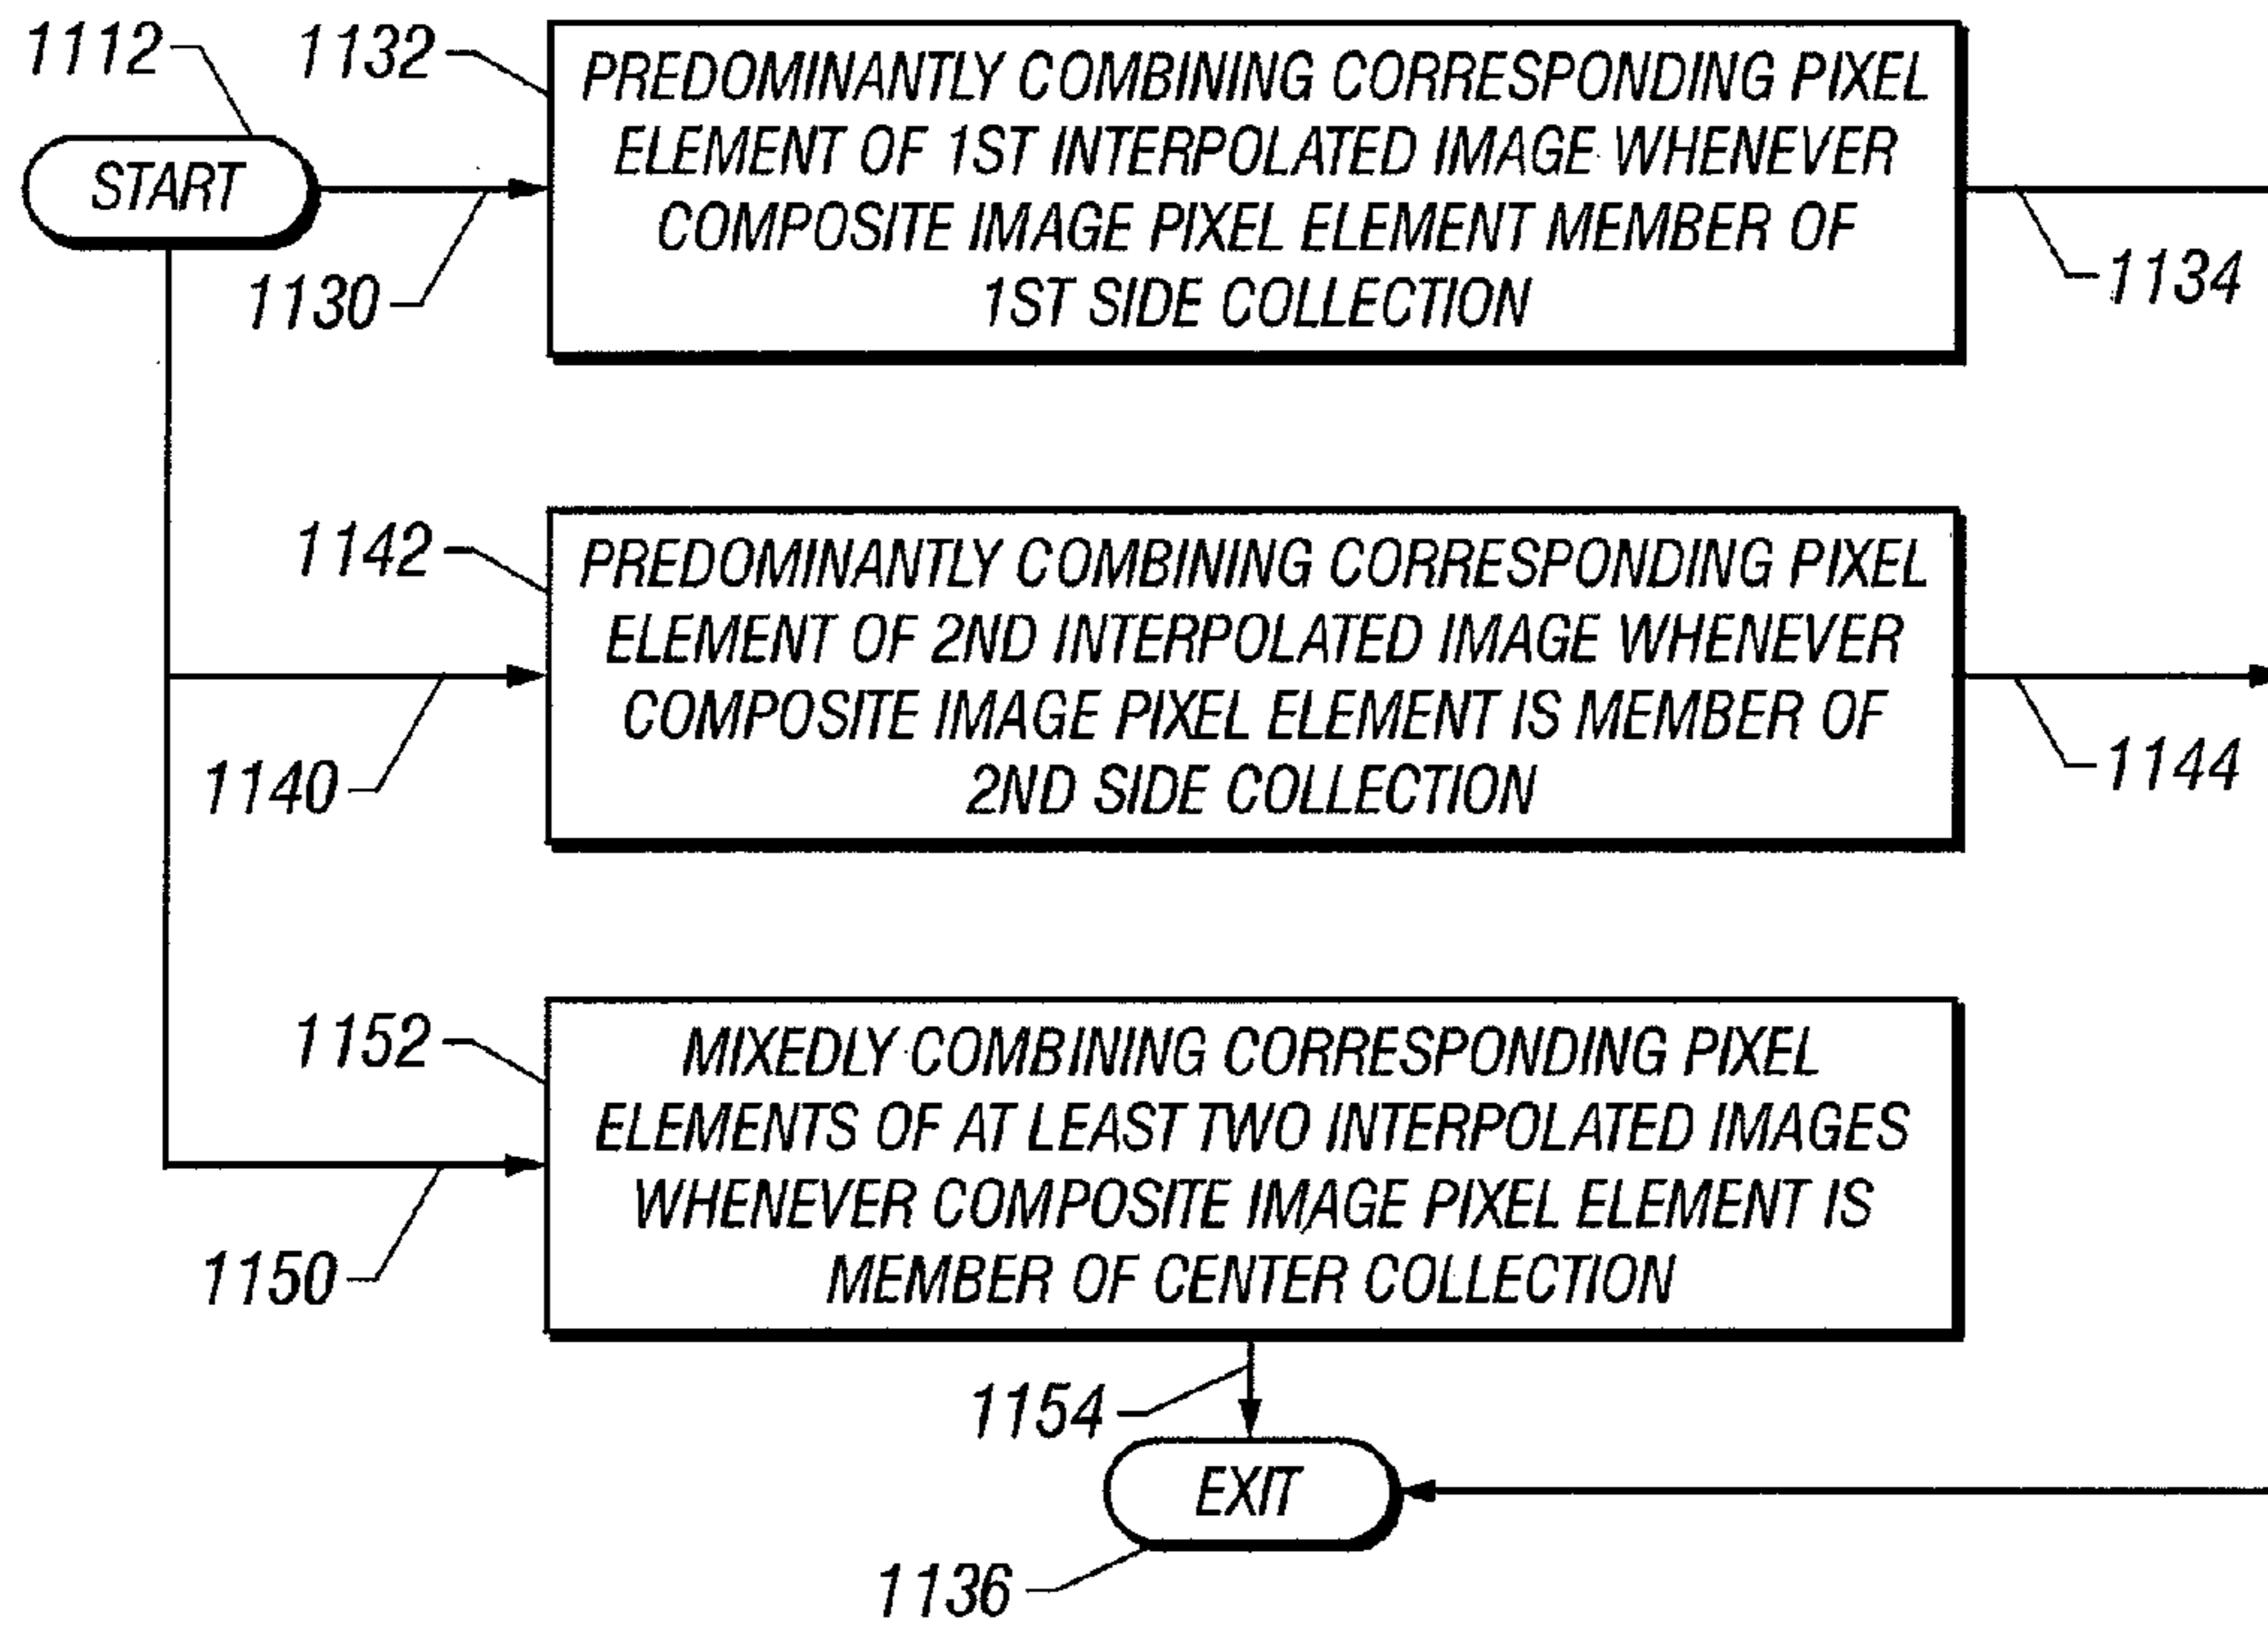 1112
1132
PREDOMINANTLY COMBINING CORRESPONDING PIXEL
ELEMENT OF 1ST INTERPOLATED IMAGE WHENEVER
COMPOSITE IMAGE PIXEL ELEMENT MEMBER OF
1ST SIDE COLLECTION
START
1130
1134
1142
PREDOMINANTLY COMBINING CORRESPONDING PIXEL
ELEMENT OF 2ND INTERPOLATED IMAGE WHENEVER
COMPOSITE IMAGE PIXEL ELEMENT IS MEMBER OF
2ND SIDE COLLECTION
1140
1144
1152
MIXEDLY COMBINING CORRESPONDING PIXEL
ELEMENTS OF AT LEAST TWO INTERPOLATED IMAGES
WHENEVER COMPOSITE IMAGE PIXEL ELEMENT IS
MEMBER OF CENTER COLLECTION
1150
1154
EXIT
1136